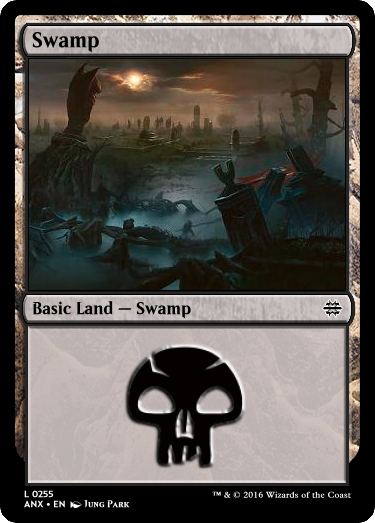 Swamp
Basic Land — Swamp
L 0255
ANX • EN Jung Park
™ & © 2016 Wizards of the Coast